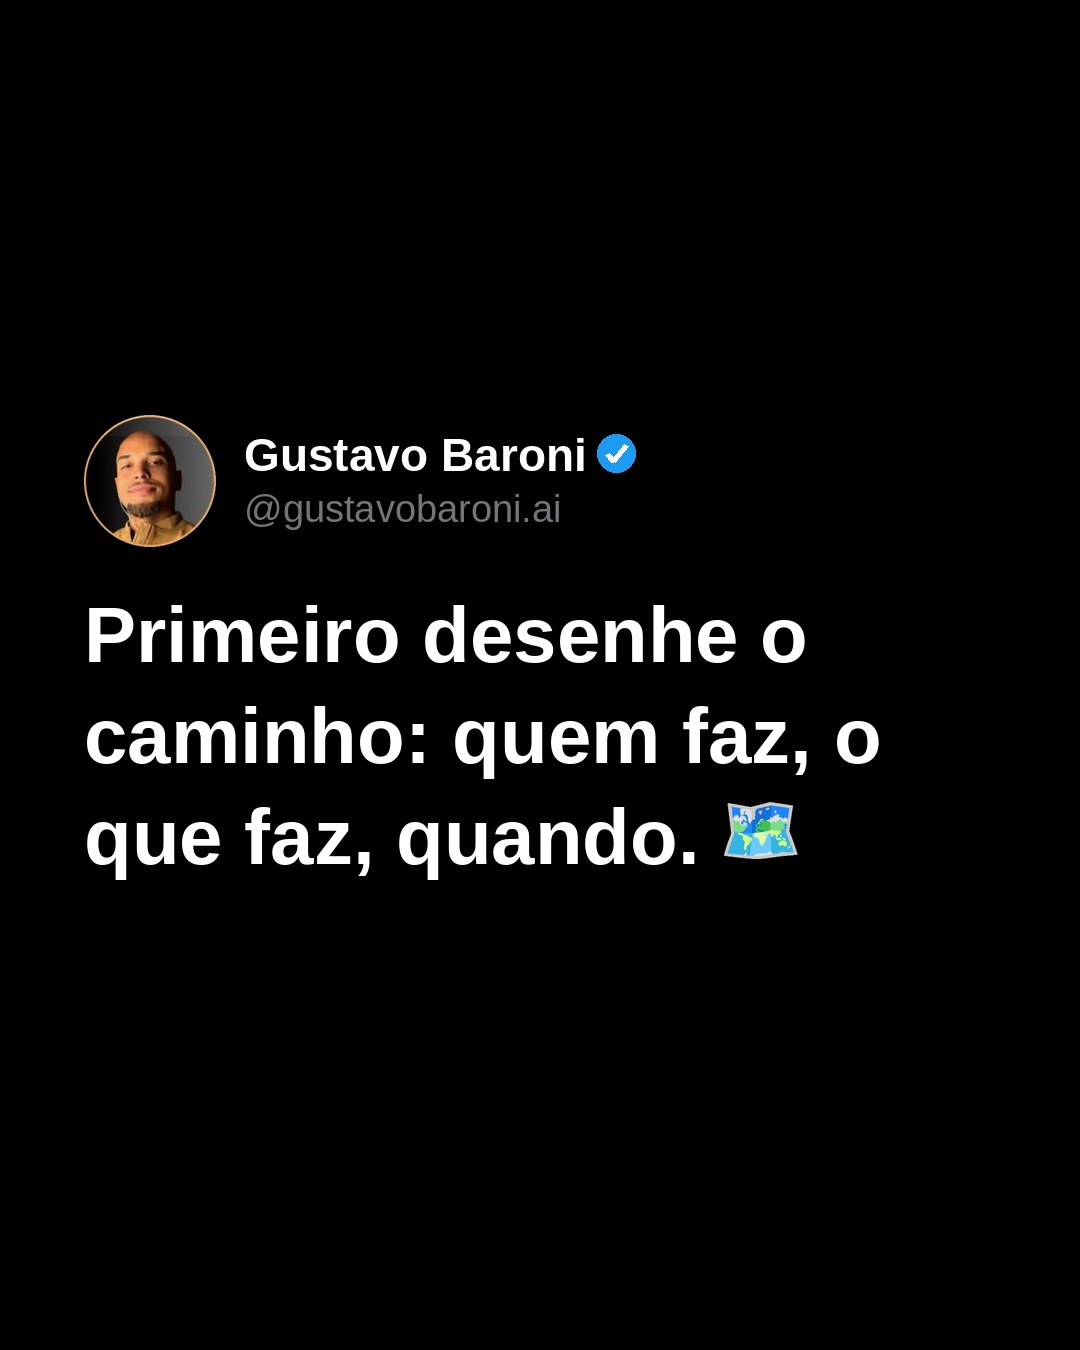 Gustavo Baroni
@gustavobaroni.ai
Primeiro desenhe o
caminho: quem faz, o
que faz, quando. 🗺️